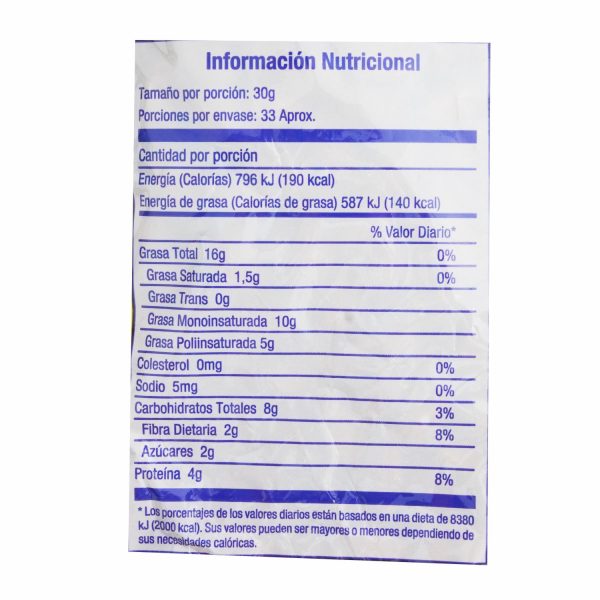 Información Nutricional
Tamaño por porción: 30g
Porciones por envase: 33 Aprox.
Cantidad por porción
Energía (Calorías) 796 kJ (190 kcal)
Energía de grasa (Calorías de grasa) 587 kJ (140 kcal)
% Valor Diario*
Grasa Total 16g 0%
Grasa Saturada 1,5g 0%
Grasa Trans 0g
Grasa Monoinsaturada 10g
Grasa Poliinsaturada 5g
Colesterol 0mg 0%
Sodio 5mg 0%
Carbohidratos Totales 8g 3%
Fibra Dietaria 2g 8%
Azúcares 2g
Proteína 4g 8%
* Los porcentajes de los valores diarios están basados en una dieta de 8380
kJ (2000 kcal). Sus valores pueden ser mayores o menores dependiendo de
sus necesidades calóricas.